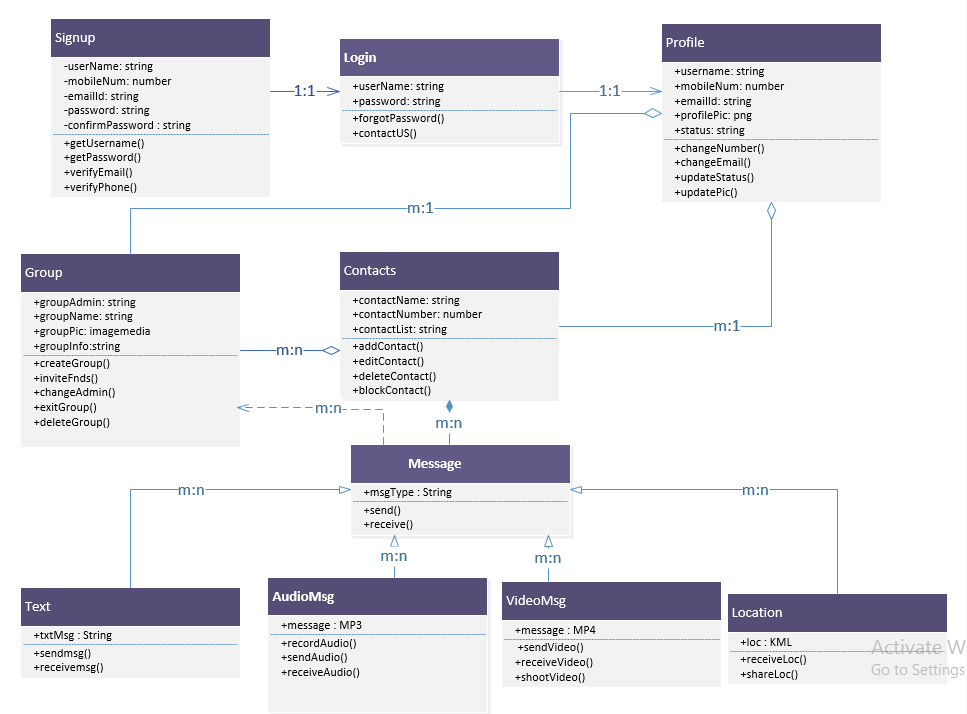 Signup
-userName: string
-mobileNum: number
-emailId: string
-password: string
-confirmPassword : string
+getUsername()
+getPassword()
+verifyEmail()
+verifyPhone()
1:1
Login
+userName: string
+password: string
+forgotPassword()
+contactUS()
1:1
Profile
+username: string
+mobileNum: number
+emailId: string
+profilePic: png
+status: string
+changeNumber()
+changeEmail()
+updateStatus()
+updatePic()
m:1
Group
+groupAdmin: string
+groupName: string
+groupPic: imagemedia
+groupInfo:string
+createGroup()
+inviteFnds()
+changeAdmin()
+exitGroup()
+deleteGroup()
m:n
Contacts
+contactName: string
+contactNumber: number
+contactList: string
+addContact()
+editContact()
+deleteContact()
+blockContact()
m:1
m:n
m:n
Message
+msgType : String
+send()
+receive()
m:n
m:n
m:n
m:n
Text
+txtMsg : String
+sendmsg()
+receivemsg()
AudioMsg
+message : MP3
+recordAudio()
+sendAudio()
+receiveAudio()
VideoMsg
+message : MP4
+sendVideo()
+receiveVideo()
+shootVideo()
Location
+loc : KML
+receiveLoc()
+shareLoc()
Activate W
Go to Settings